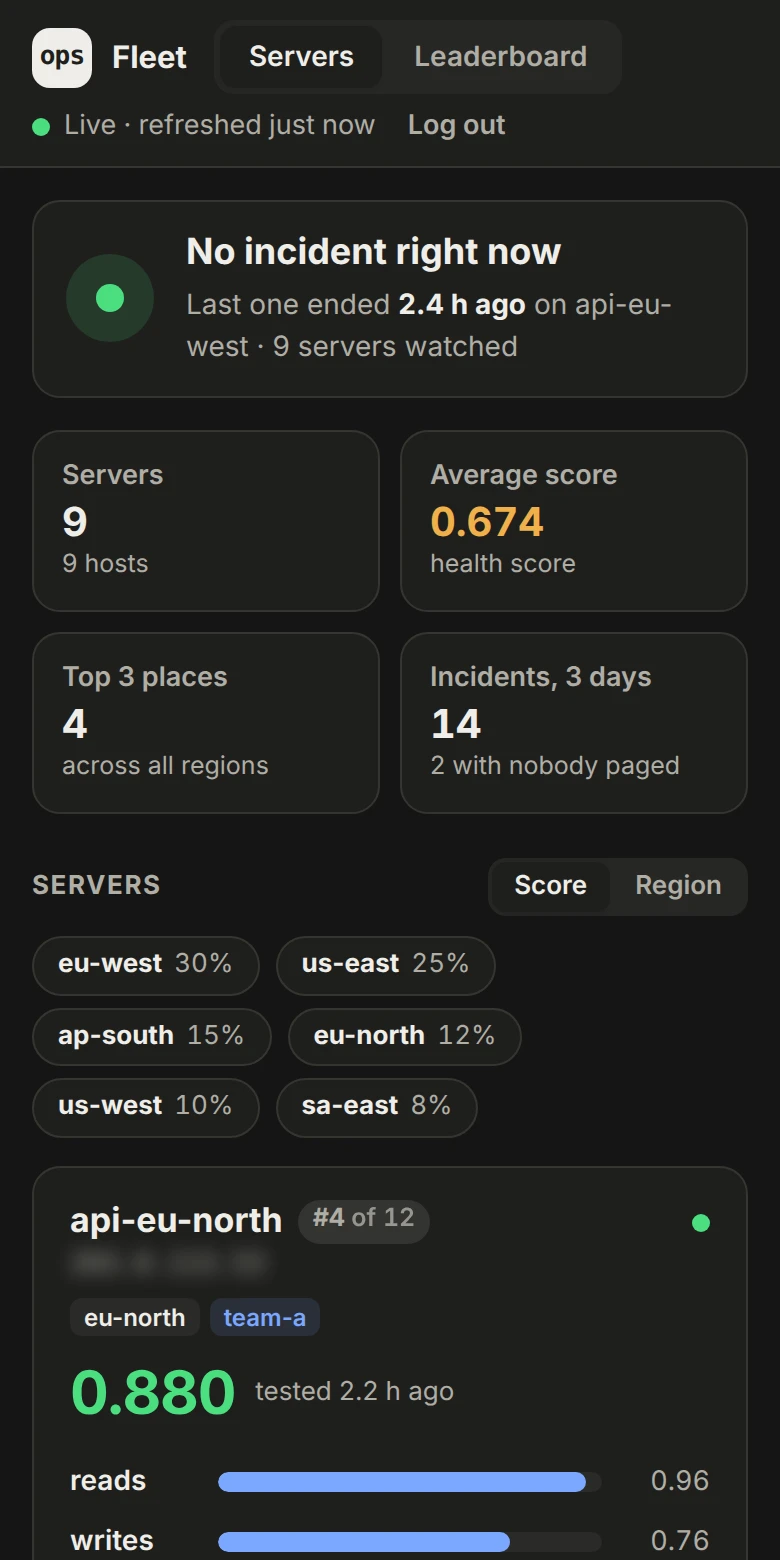 ops Fleet Servers Leaderboard
Live · refreshed just now Log out
No incident right now
Last one ended 2.4 h ago on api-eu-
west · 9 servers watched
Servers
9
9 hosts
Average score
0.674
health score
Top 3 places
4
across all regions
Incidents, 3 days
14
2 with nobody paged
SERVERS Score Region
eu-west 30% us-east 25%
ap-south 15% eu-north 12%
us-west 10% sa-east 8%
api-eu-north #4 of 12
eu-north team-a
0.880 tested 2.2 h ago
reads 0.96
writes 0.76